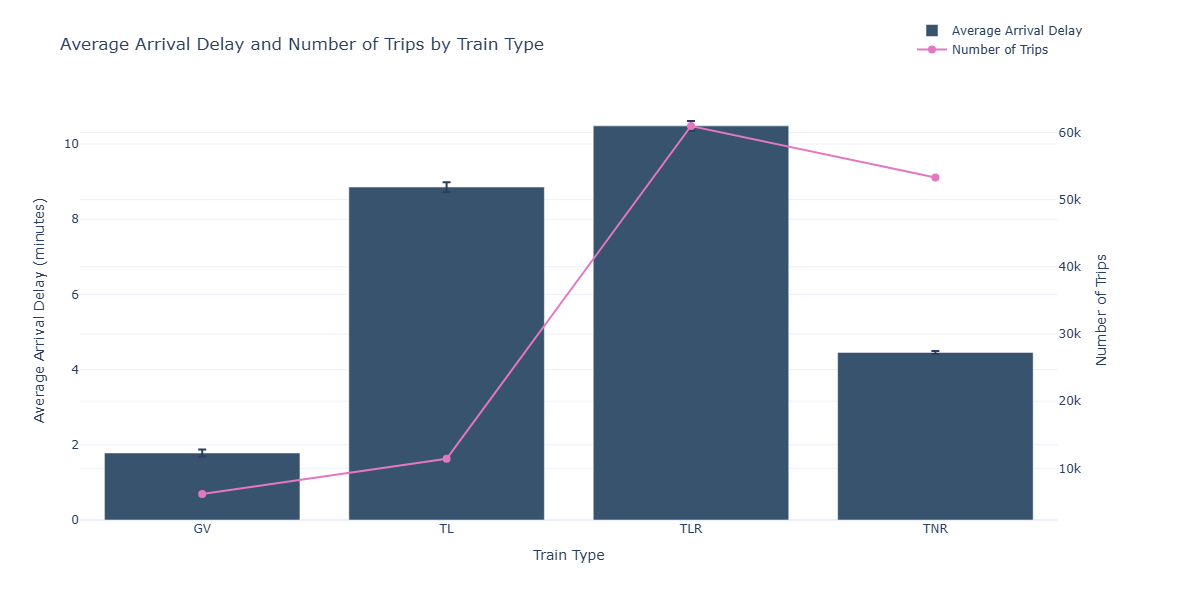 Average Arrival Delay and Number of Trips by Train Type
Average Arrival Delay
Number of Trips
Average Arrival Delay (minutes)
10
8
6
4
2
0
60k
50k
40k
30k
20k
10k
Number of Trips
GV
TL
TLR
TNR
Train Type